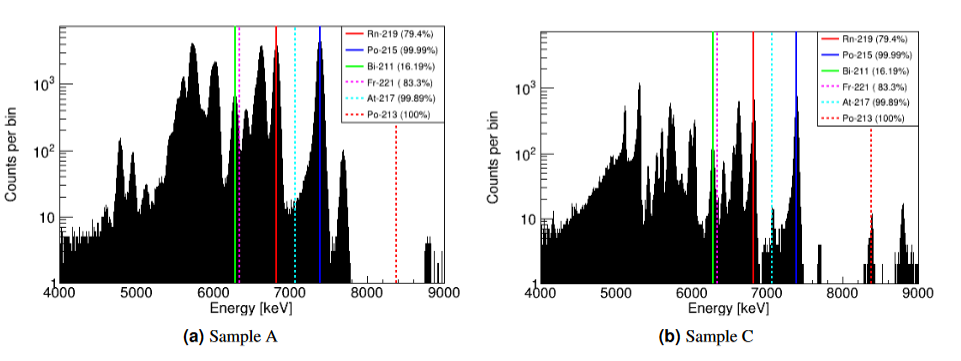 Counts per bin
10³
10²
10
1
4000 5000 6000 7000 8000 9000
Energy [keV]
Rn-219 (79.4%)
Po-215 (99.99%)
Bi-211 (16.19%)
Fr-221 ( 83.3%)
At-217 (99.89%)
Po-213 (100%)
(a) Sample A
Counts per bin
10³
10²
10
1
4000 5000 6000 7000 8000 9000
Energy [keV]
Rn-219 (79.4%)
Po-215 (99.99%)
Bi-211 (16.19%)
Fr-221 ( 83.3%)
At-217 (99.89%)
Po-213 (100%)
(b) Sample C